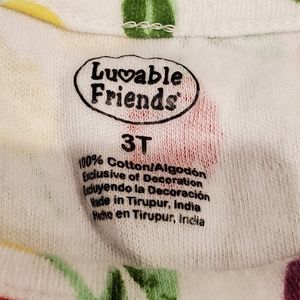 Luvable
Friends
3T
100% Cotton/Algodón
Exclusive of Decoration
Excluyendo la Decoración
Made in Tirupur, India
Hecho en Tirupur, India